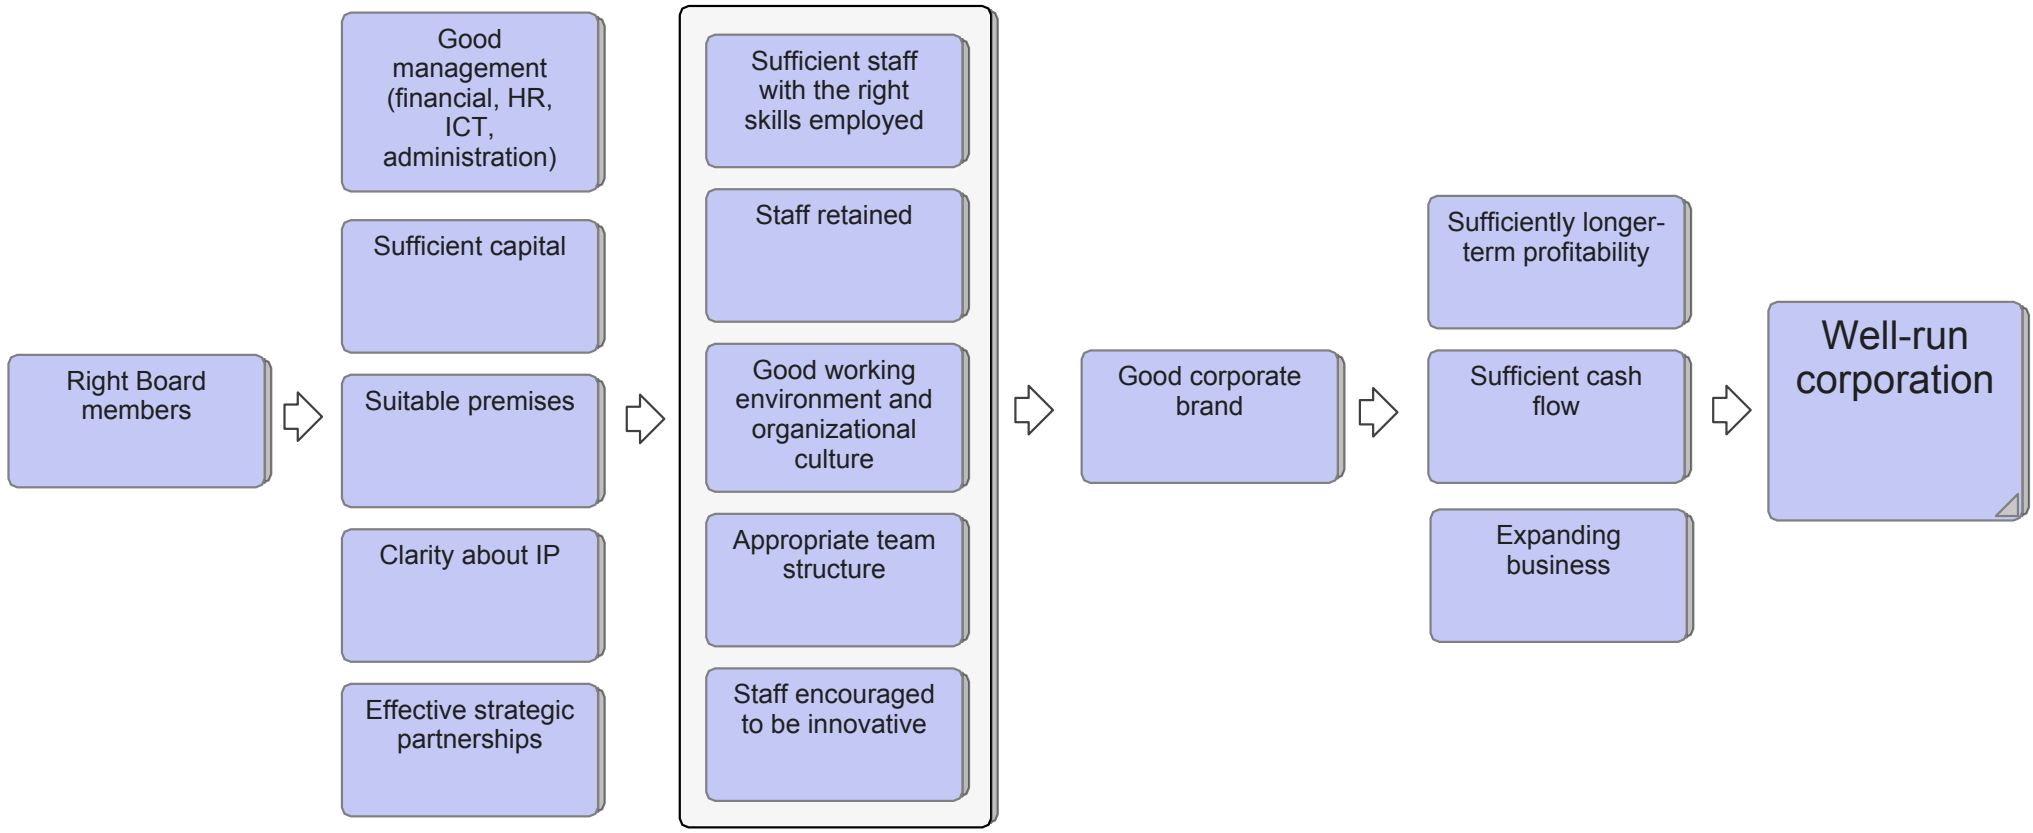 Right Board
members
Good
management
(financial, HR,
ICT,
administration)
Sufficient capital
Suitable premises
Clarity about IP
Effective strategic
partnerships
Sufficient staff
with the right
skills employed
Staff retained
Good working
environment and
organizational
culture
Appropriate team
structure
Staff encouraged
to be innovative
Good corporate
brand
Sufficiently longer-
term profitability
Sufficient cash
flow
Expanding
business
Well-run
corporation